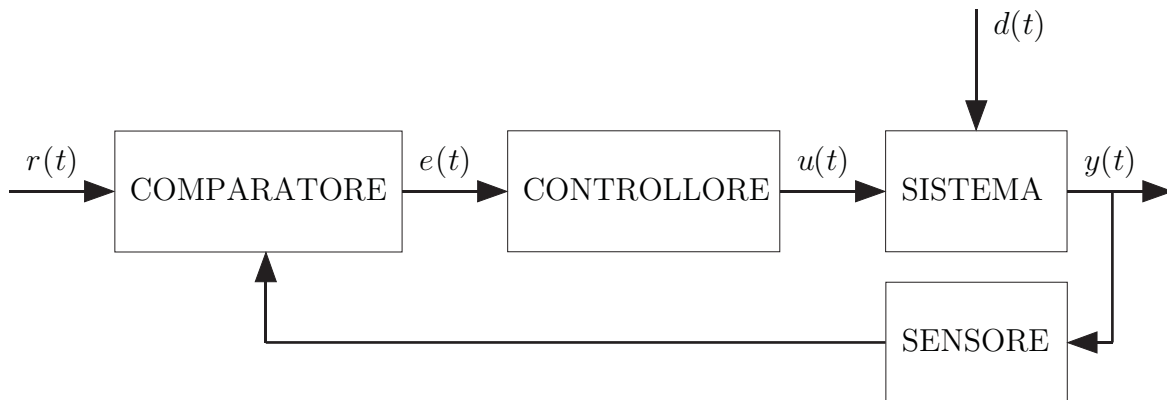 d(t)
r(t)
e(t)
u(t)
y(t)
COMPARATORE
CONTROLLORE
SISTEMA
SENSORE